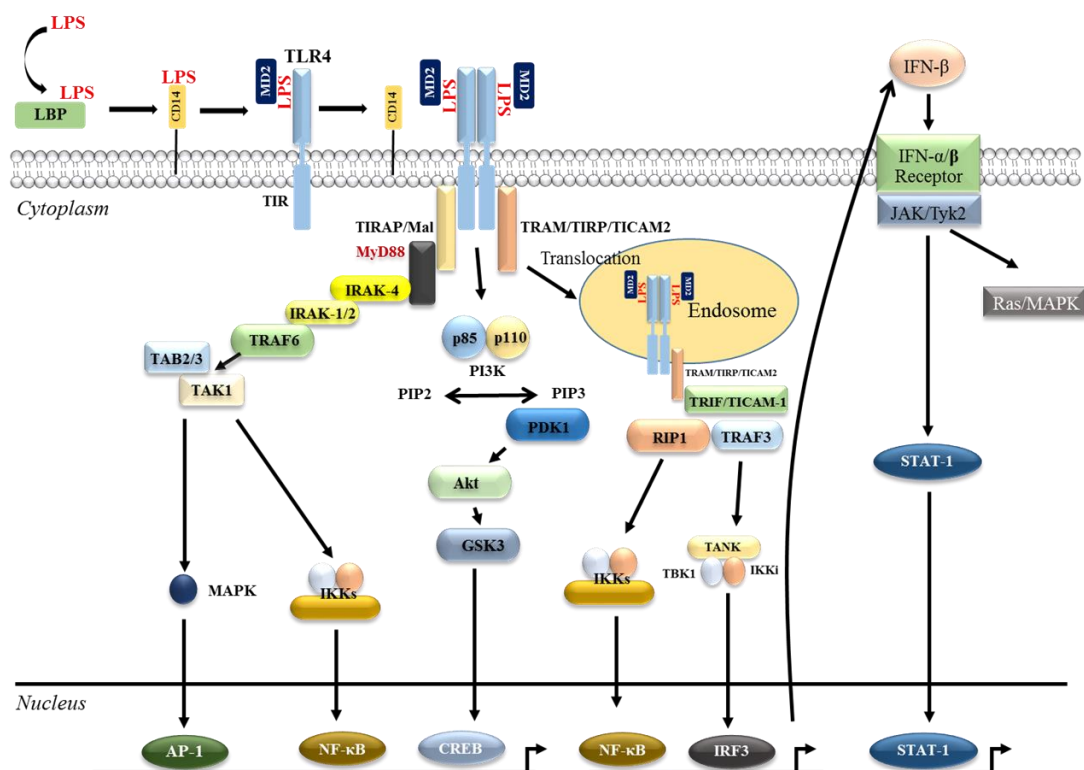 LPS
LPS
LBP
LPS
CD14
MD2
LPS
TLR4
TIR
CD14
MD2
LPS
LPS
MD2
IFN-β
IFN-α/β
Receptor
JAK/Tyk2
Cytoplasm
TIRAP/Mal
TRAM/TIRP/TICAM2
MyD88
Translocation
IRAK-4
IRAK-1/2
TRAF6
TAB2/3
TAK1
p85
p110
PI3K
PIP2
PIP3
PDK1
Akt
GSK3
MD2
LPS
LPS
MD2
Endosome
TRAM/TIRP/TICAM2
TRIF/TICAM-1
RIP1
TRAF3
Ras/MAPK
STAT-1
TANK
TBK1
IKKi
MAPK
IKKs
IKKs
Nucleus
AP-1
NF-κB
CREB
NF-κB
IRF3
STAT-1